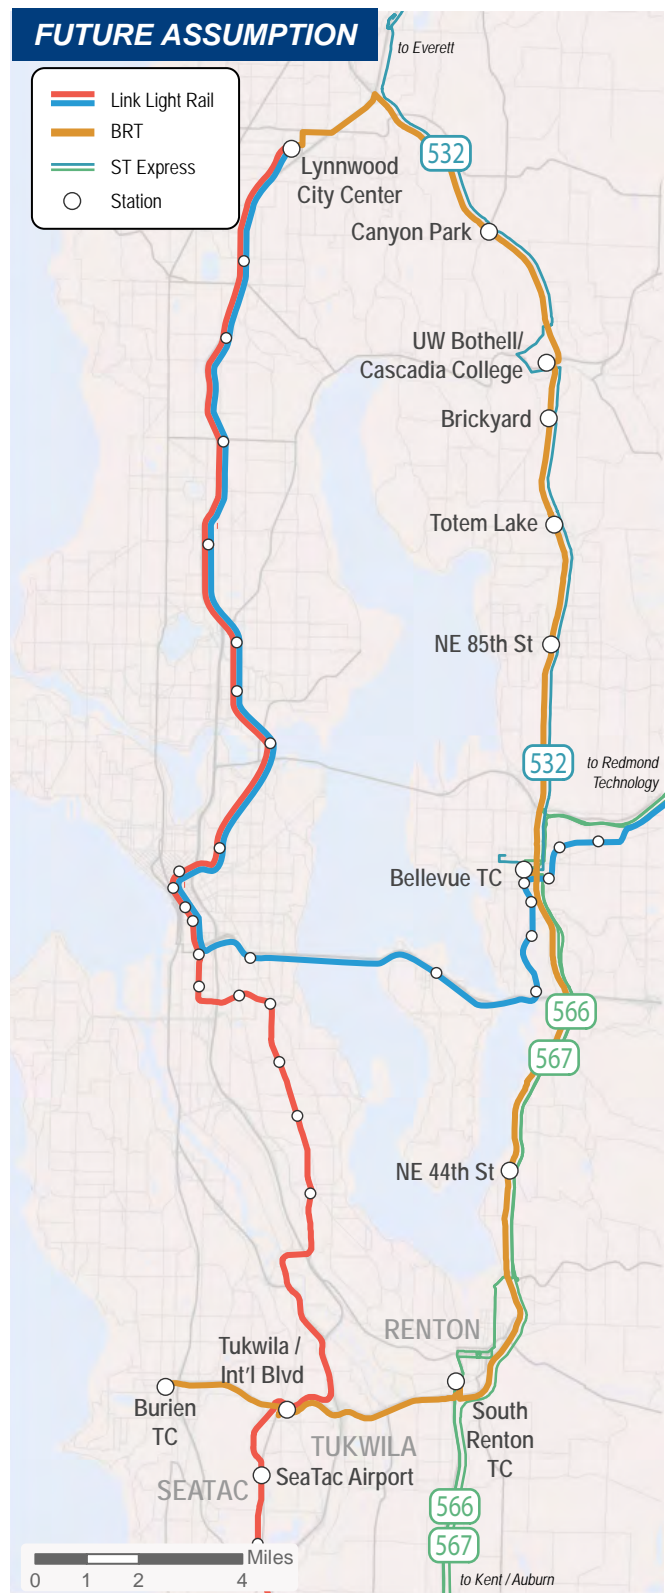 FUTURE ASSUMPTION
to Everett
Link Light Rail
BRT
ST Express
Station
532
Lynnwood
City Center
Canyon Park
UW Bothell/
Cascadia College
Brickyard
Totem Lake
NE 85th St
532
to Redmond
Technology
Bellevue TC
566
567
NE 44th St
RENTON
Tukwila /
Int'l Blvd
Burien
TC
South
Renton
TC
TUKWILA
SeaTac Airport
SEATAC
566
567
Miles
0 1 2 4
to Kent / Auburn